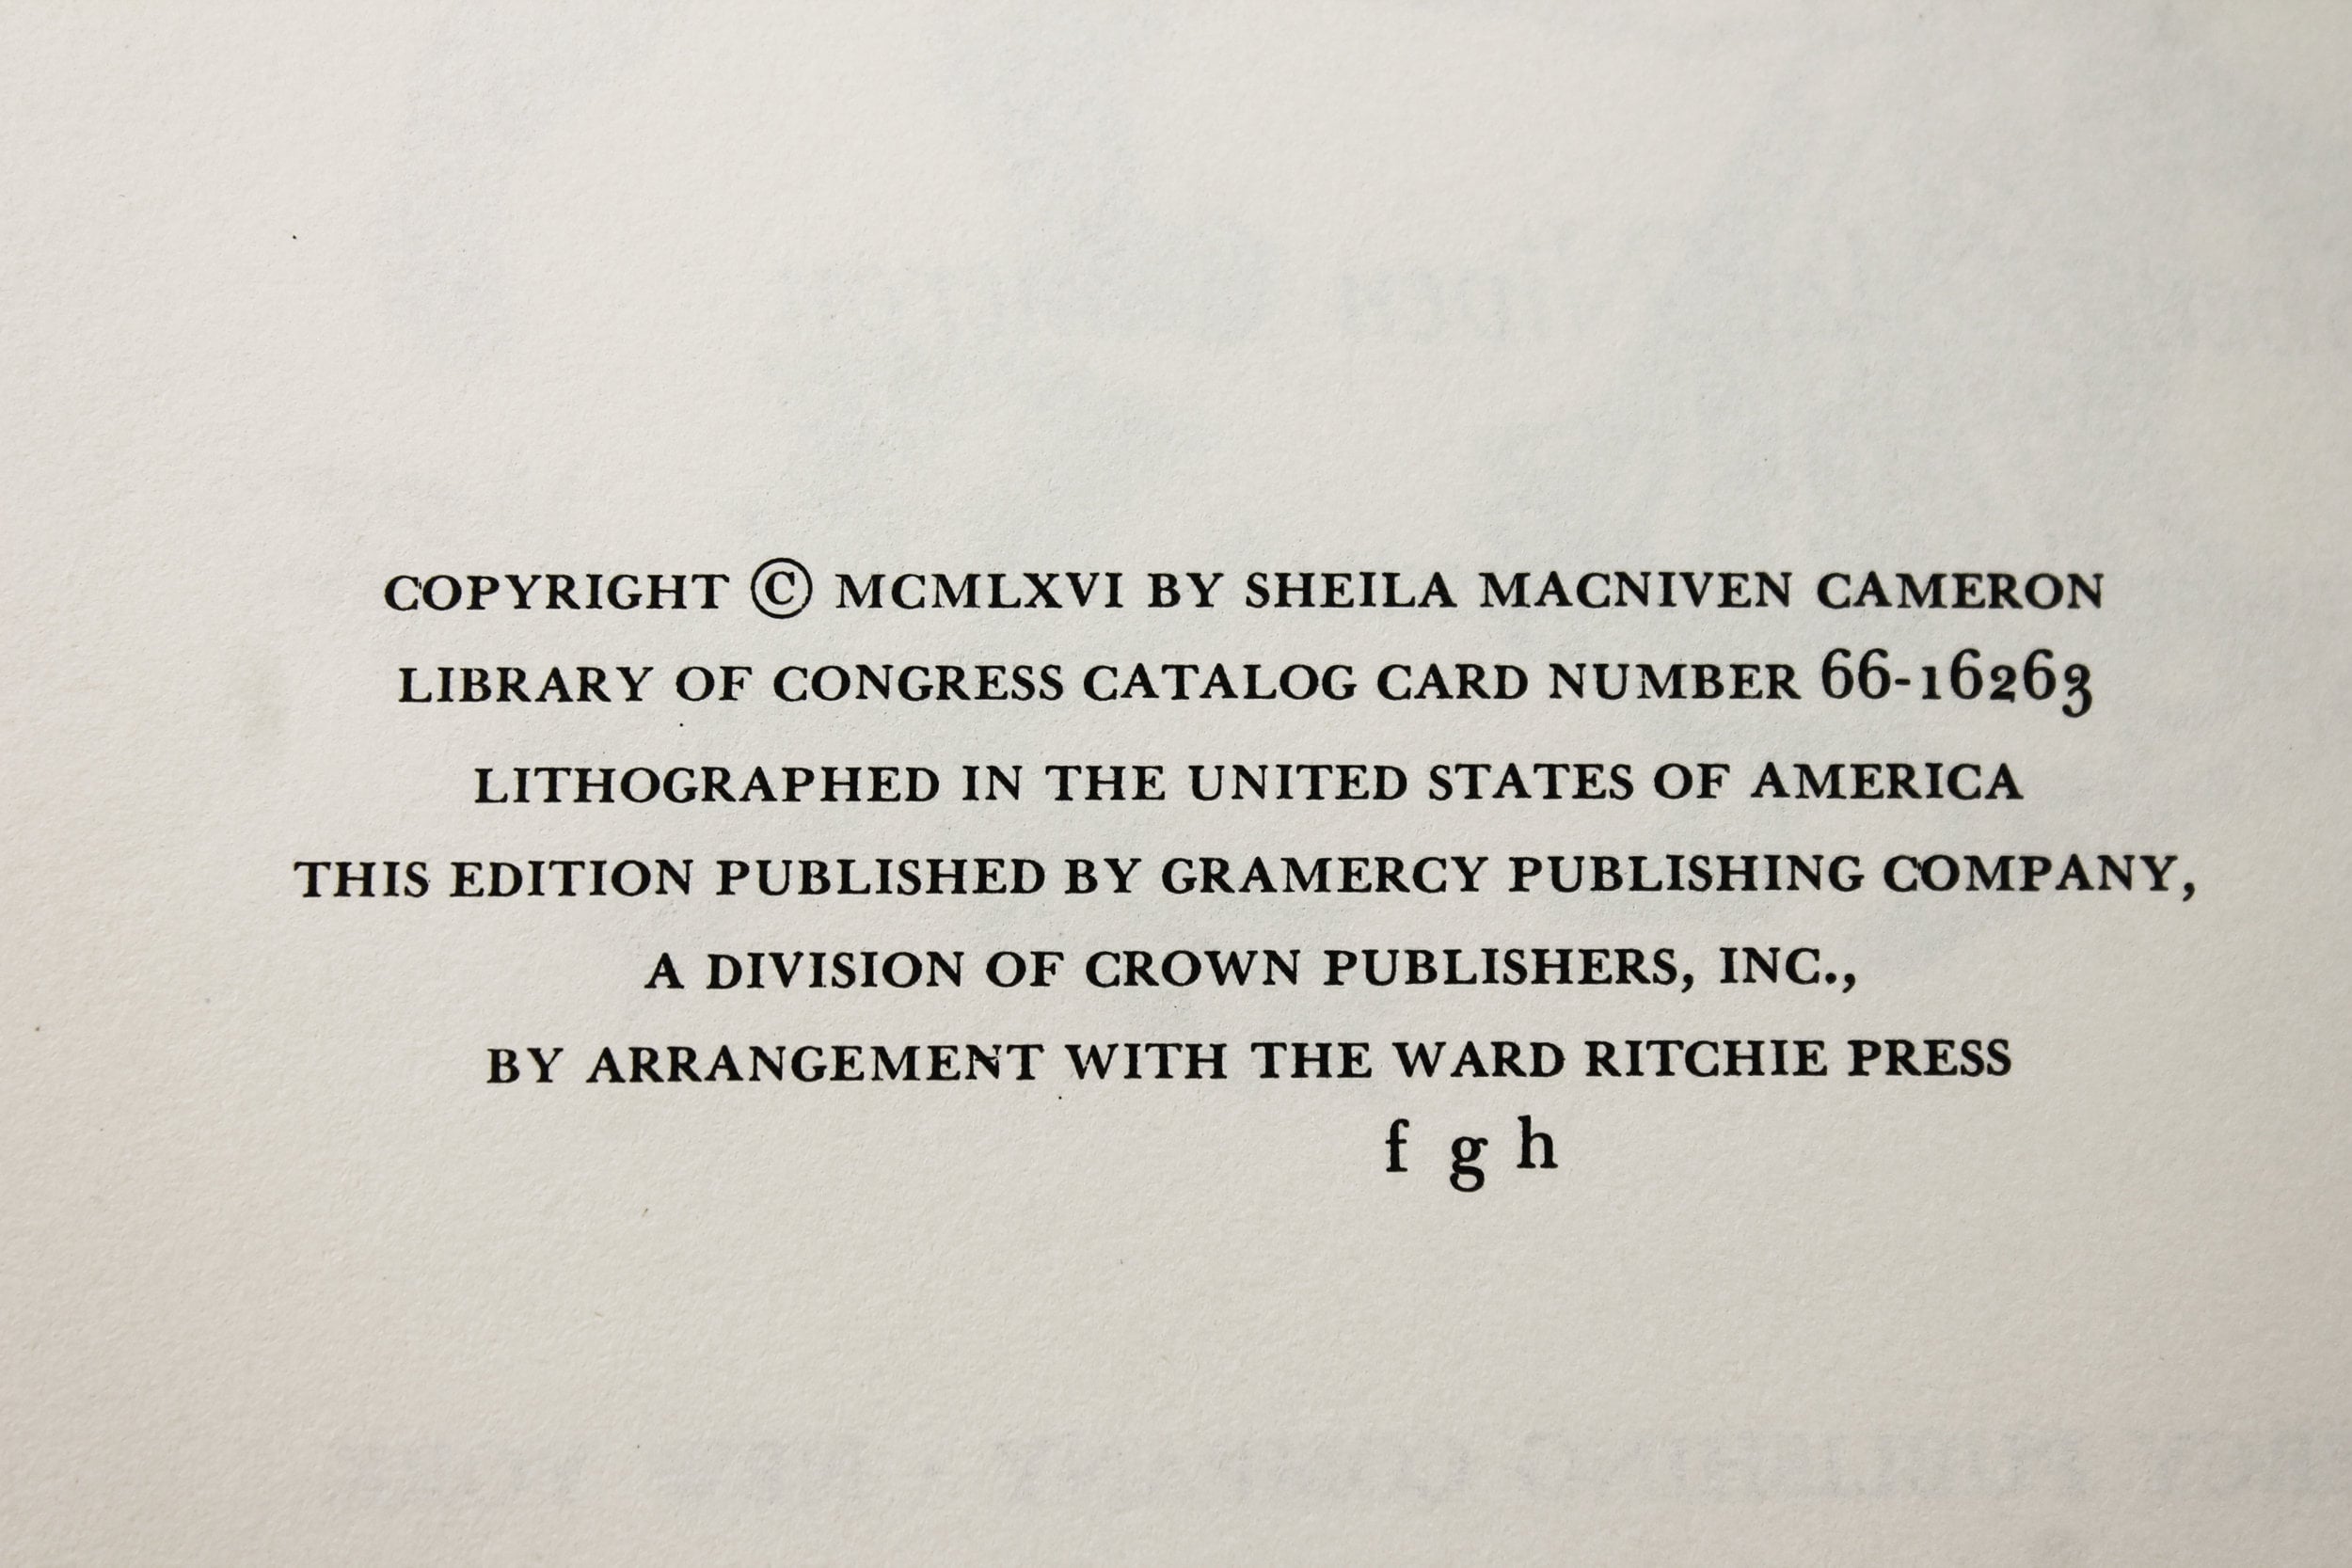 COPYRIGHT © MCMLXVI BY SHEILA MACNIVEN CAMERON
LIBRARY OF CONGRESS CATALOG CARD NUMBER 66-16263
LITHOGRAPHED IN THE UNITED STATES OF AMERICA
THIS EDITION PUBLISHED BY GRAMERCY PUBLISHING COMPANY,
A DIVISION OF CROWN PUBLISHERS, INC.,
BY ARRANGEMENT WITH THE WARD RITCHIE PRESS
f g h